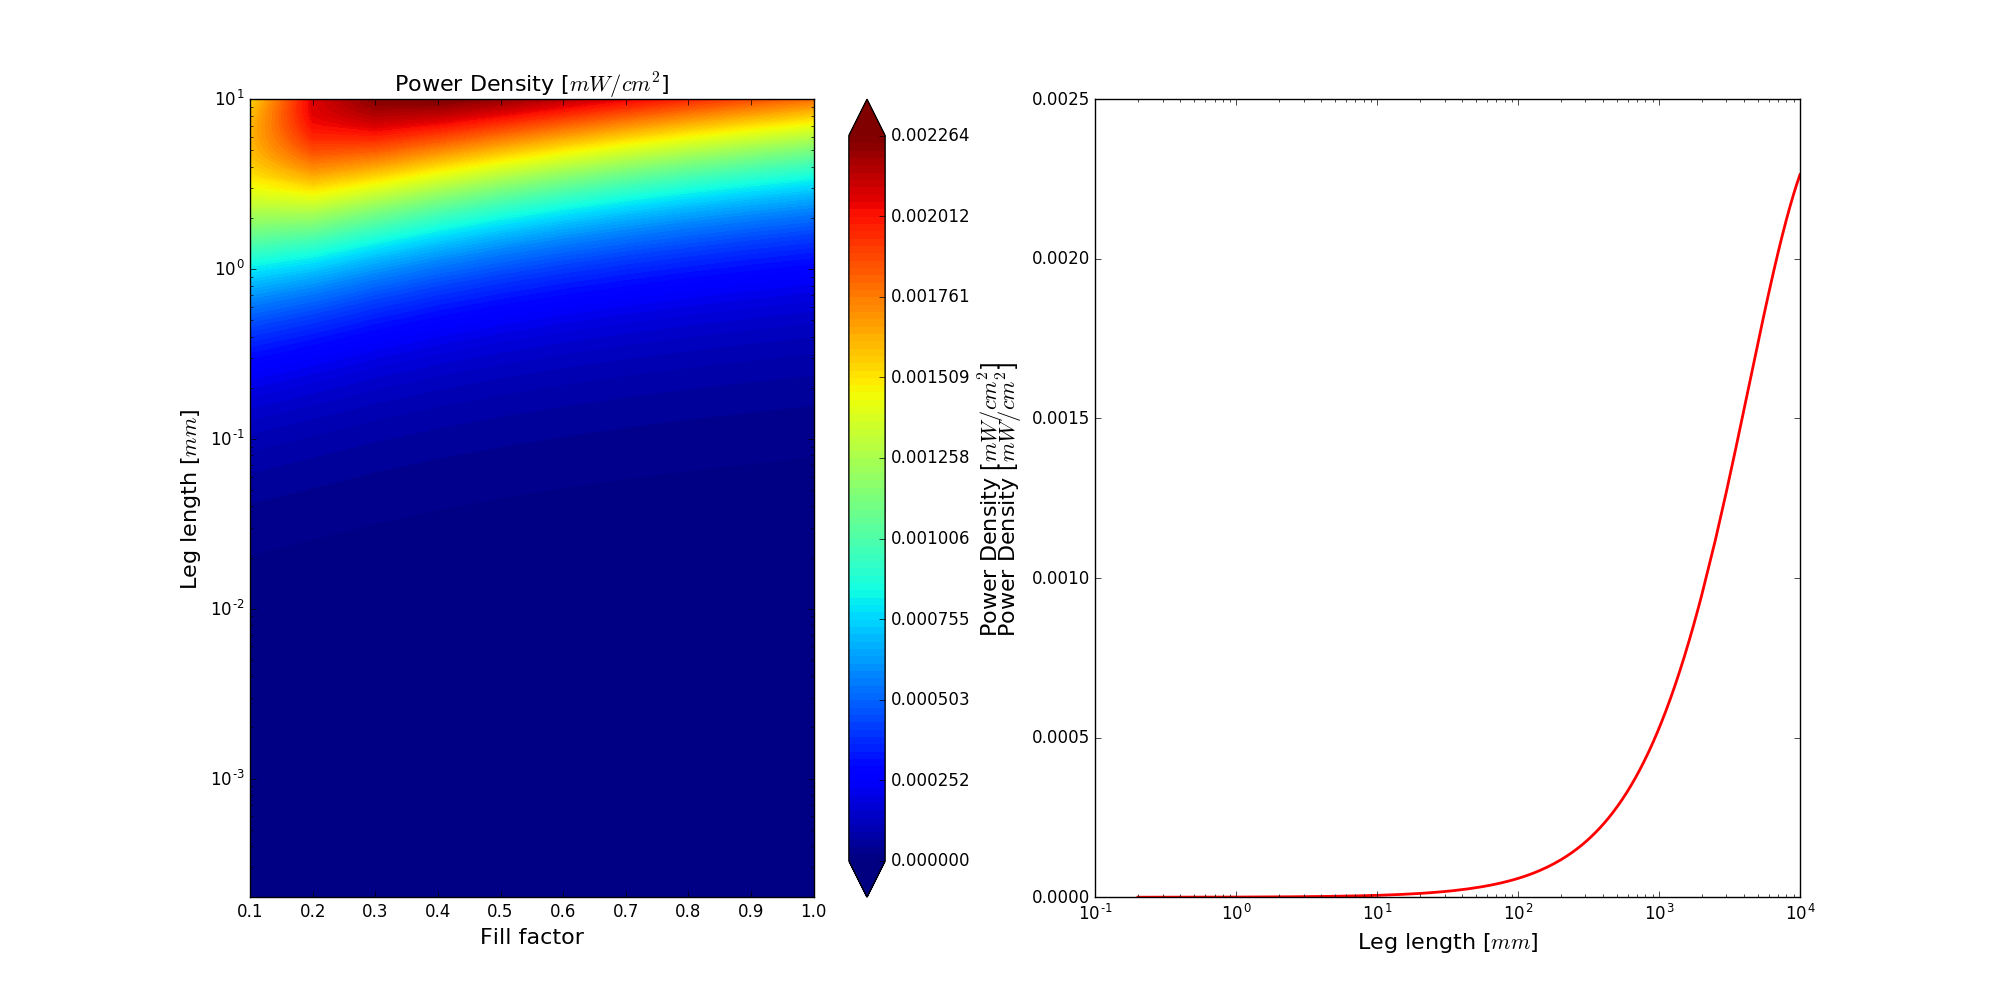 Power Density [mW/cm²]
10¹
10⁰
10⁻¹
10⁻²
10⁻³
Leg length [mm]
0.1 0.2 0.3 0.4 0.5 0.6 0.7 0.8 0.9 1.0
Fill factor
0.002264
0.002012
0.001761
0.001509
0.001258
0.001006
0.000755
0.000503
0.000252
0.000000
Power Density [mW/cm²]
Power Density [mW/cm²]
0.0025
0.0020
0.0015
0.0010
0.0005
0.0000
10⁻¹ 10⁰ 10¹ 10² 10³ 10⁴
Leg length [mm]